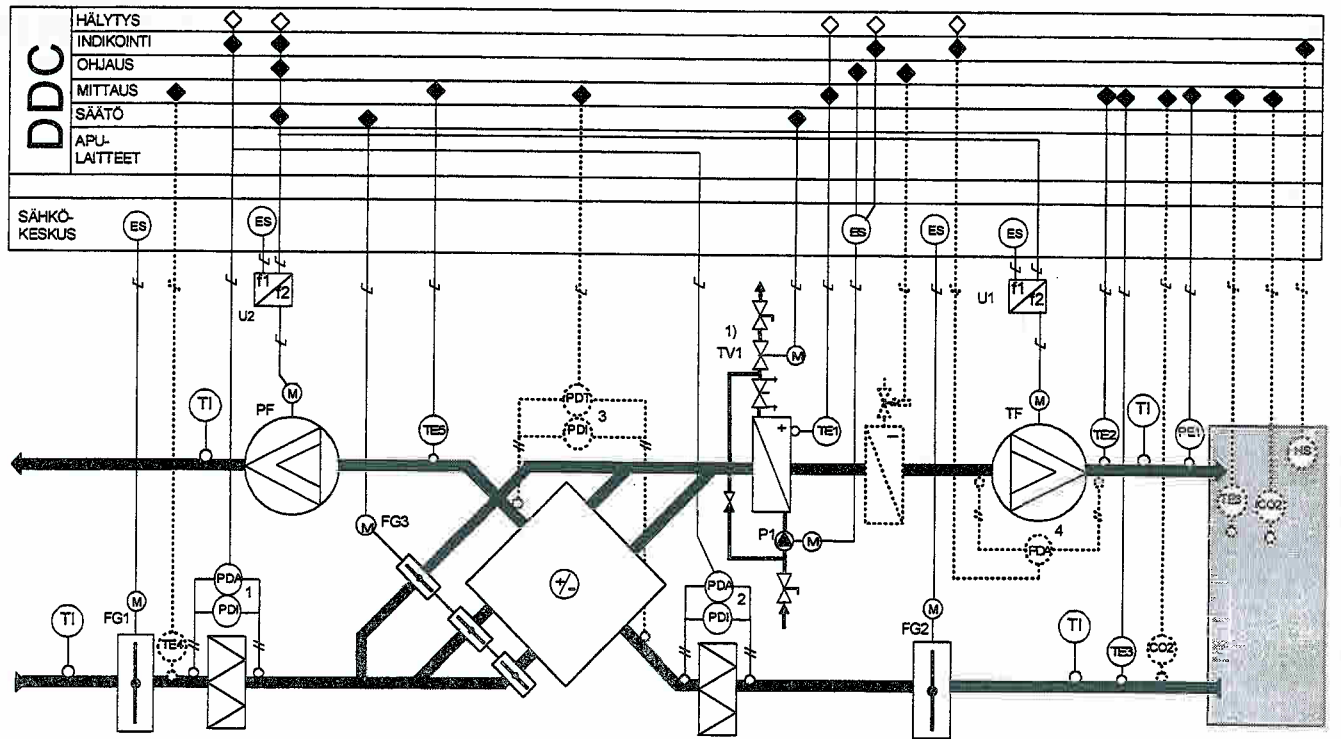 DDC
HÄLYTYS
INDIKOINTI
OHJAUS
MITTAUS
SÄÄTÖ
APU-
LAITTEET
SÄHKÖ-
KESKUS
ES
ES
ES
ES
ES
f1
f2
U2
f1
f2
U1
1)
TV1
M
M
PF
TI
M
TF
TI
PDT
3
PDI
TE5
TE1
TE2
PE1
HS
+
-
M
FG3
P1
M
TE3
CO2
4
PDA
+/-
PDA
1
PDI
PDA
2
PDI
M
FG1
TI
TE4
M
FG2
TI
TE3
CO2